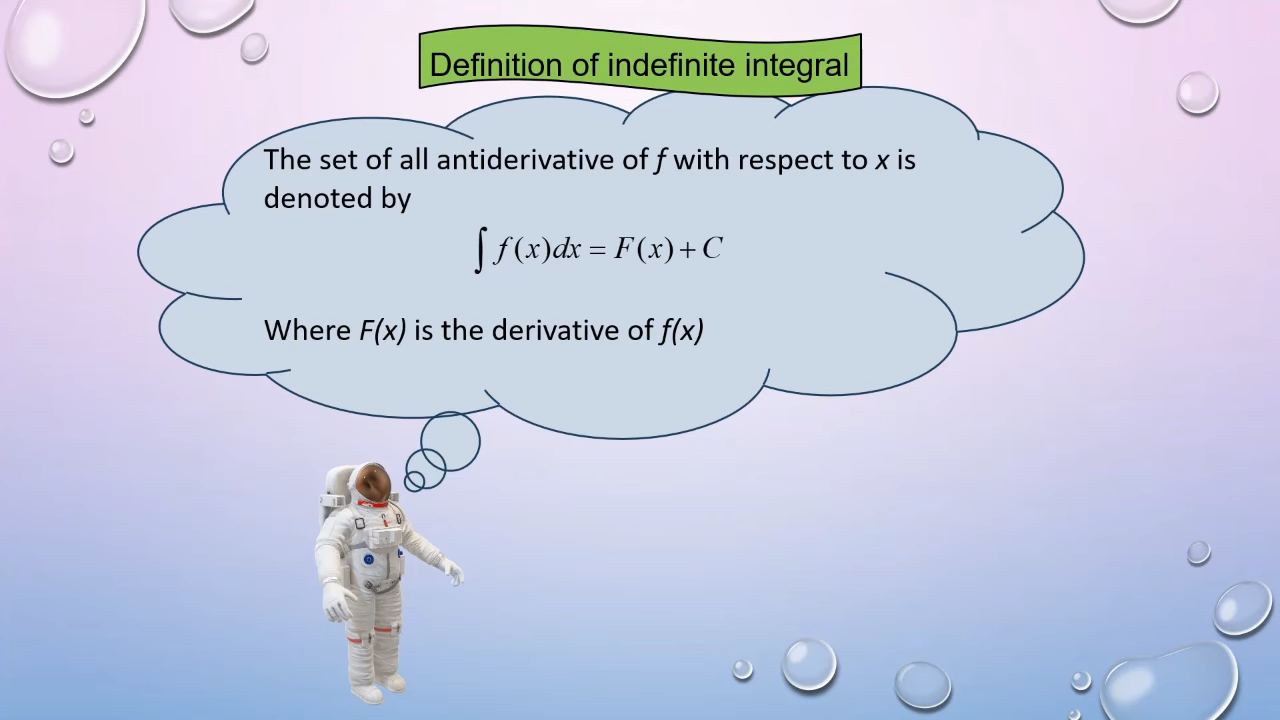 Definition of indefinite integral
The set of all antiderivative of f with respect to x is
denoted by
∫ f(x)dx = F(x) + C
Where F(x) is the derivative of f(x)